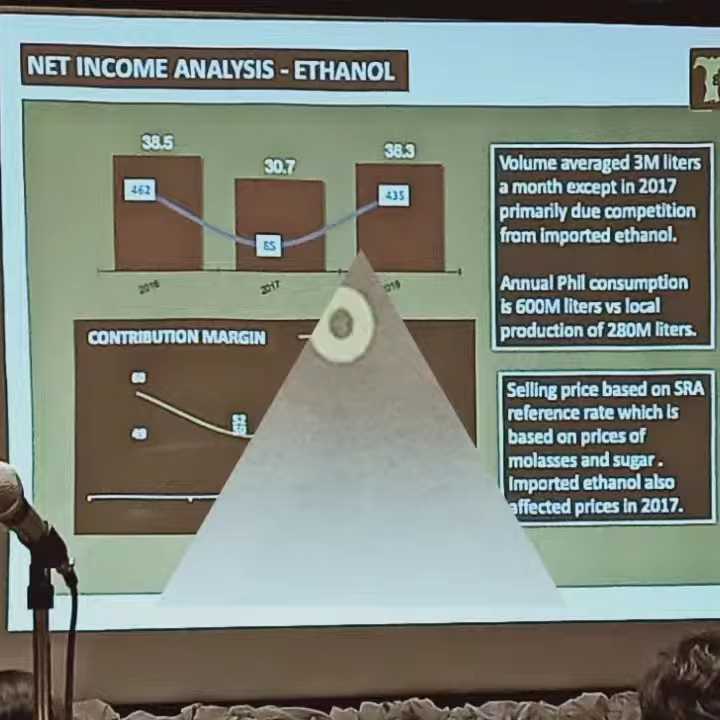 NET INCOME ANALYSIS - ETHANOL
38.5
30.7
36.3
462
85
435
2016
2017
Volume averaged 3M liters
a month except in 2017
primarily due competition
from imported ethanol.
Annual Phil consumption
is 600M liters vs local
production of 280M liters.
CONTRIBUTION MARGIN
Selling price based on SRA
reference rate which is
based on prices of
molasses and sugar .
Imported ethanol also
affected prices in 2017.